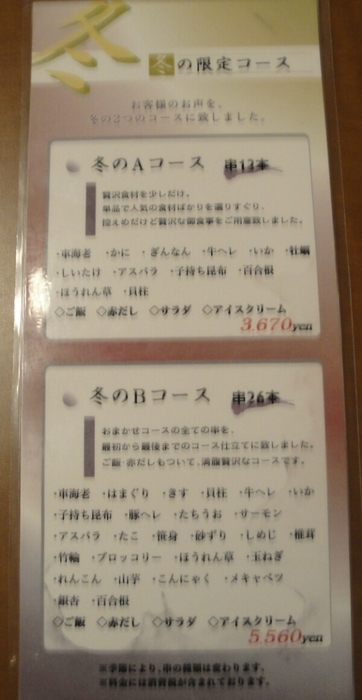 冬
冬の限定コース
お客様のお声を、
冬の2つのコースに致しました。
冬のAコース 串13本
贅沢食材を少しだけ。
単品で人気の食材ばかりを選りすぐり、
控えめだけど贅沢な御食事をご用意致しました。
・車海老 ・かに ・ぎんなん ・牛ヘレ ・いか ・牡蠣
・しいたけ ・アスパラ ・子持ち昆布 ・百合根
・ほうれん草 ・貝柱
◇ご飯 ◇赤だし ◇サラダ ◇アイスクリーム
3,670yen
冬のBコース 串26本
おまかせコースの全ての串を、
最初から最後までのコース仕立てに致しました。
ご飯・赤だしもついて、満腹贅沢なコースです。
・車海老 ・はまぐり ・きす ・貝柱 ・牛ヘレ ・いか
・子持ち昆布 ・豚ヘレ ・たちうお ・サーモン
・アスパラ ・たこ ・笹身 ・砂ずり ・しめじ ・椎茸
・竹輪 ・ブロッコリー ・ほうれん草 ・玉ねぎ
・れんこん ・山芋 ・こんにゃく ・メキャベツ
・銀杏 ・百合根
◇ご飯 ◇赤だし ◇サラダ ◇アイスクリーム
5,560yen
※季節により、串の種類は変わります。
※料金には消費税が含まれております。